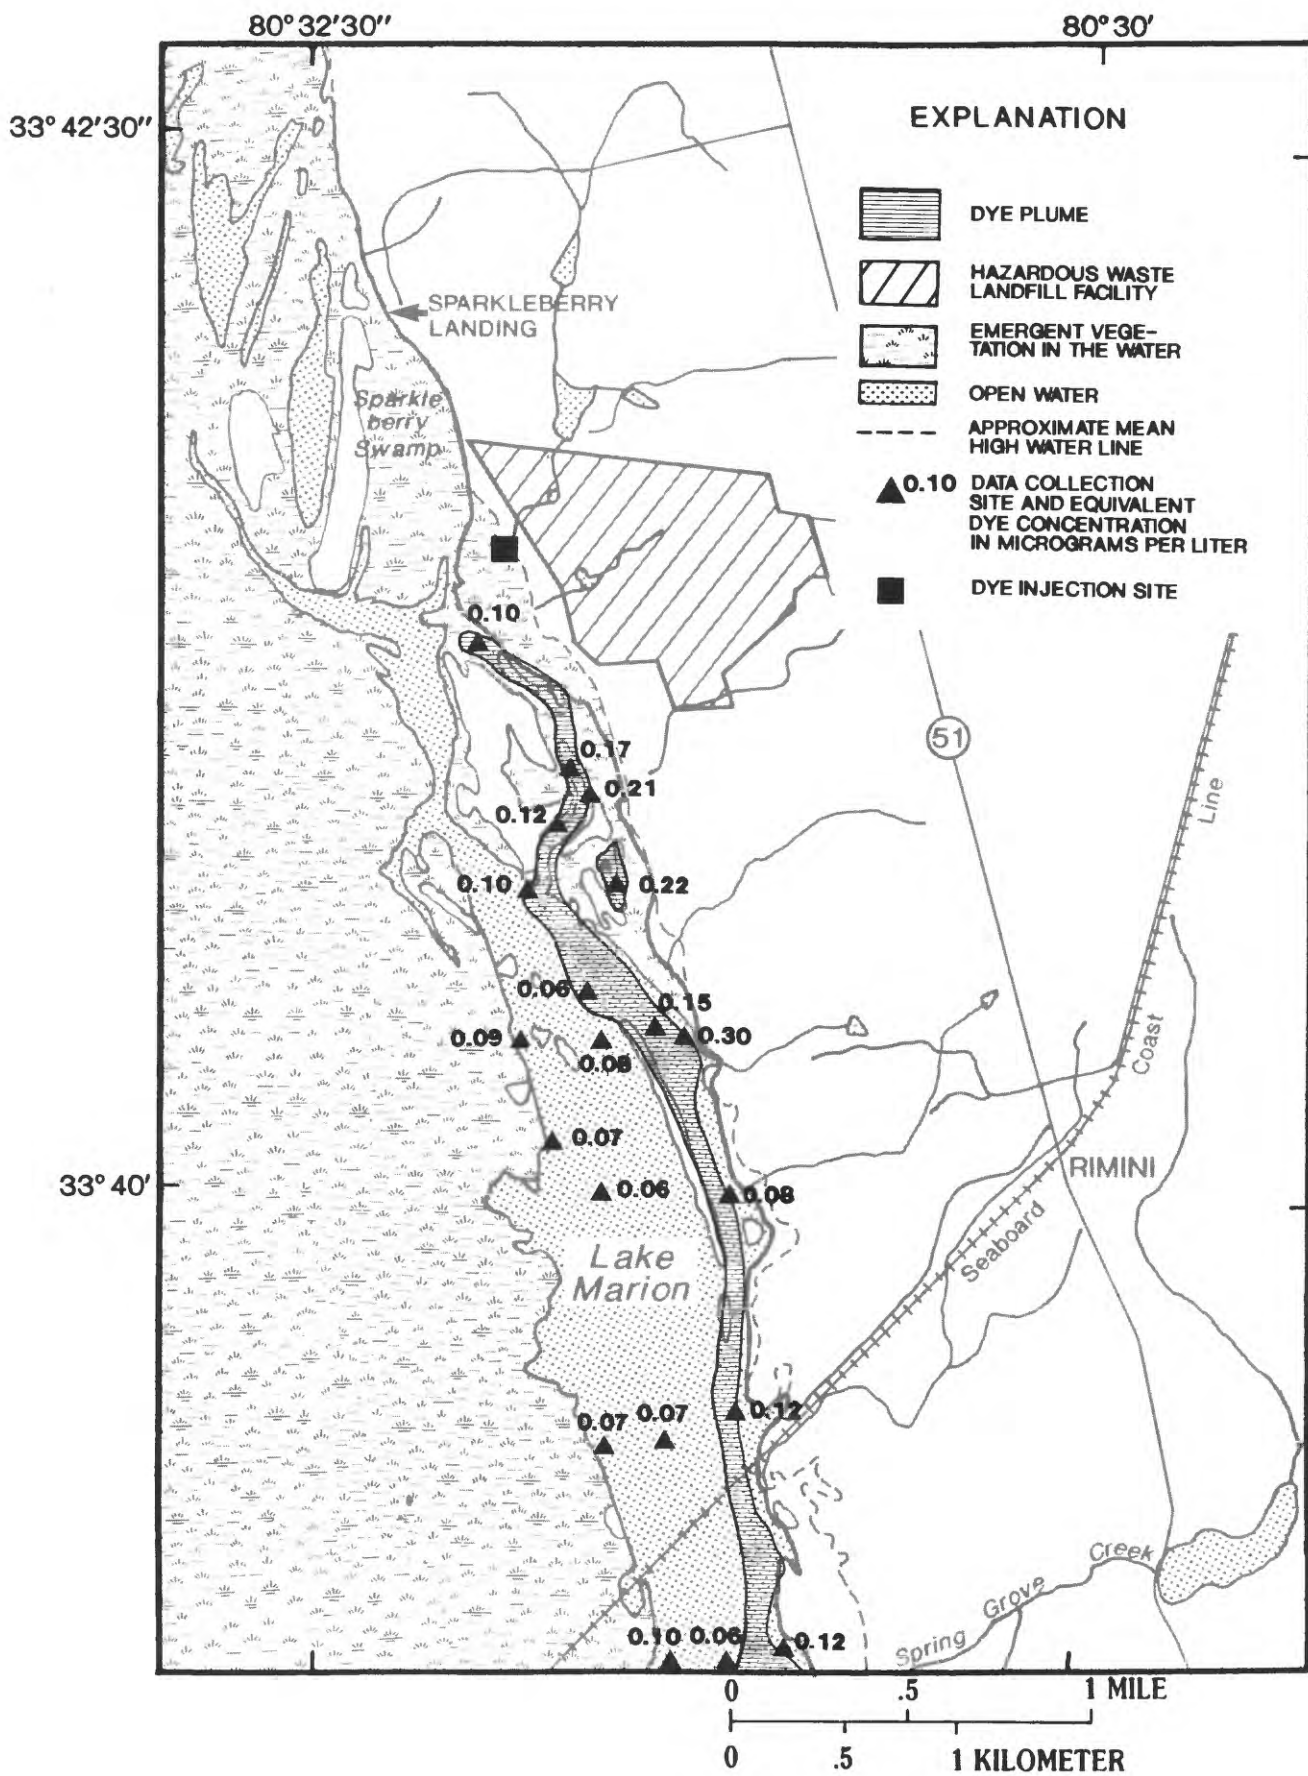 80°32'30"
80°30'
33°42'30"
EXPLANATION
DYE PLUME
HAZARDOUS WASTE
LANDFILL FACILITY
EMERGENT VEGE-
TATION IN THE WATER
OPEN WATER
APPROXIMATE MEAN
HIGH WATER LINE
0.10 DATA COLLECTION
SITE AND EQUIVALENT
DYE CONCENTRATION
IN MICROGRAMS PER LITER
DYE INJECTION SITE
SPARKLEBERRY
LANDING
Sparkle
berry
Swamp
0.10
0.17
0.21
0.12
0.10
0.22
51
Line
Coast
0.06
0.15
0.30
0.09
0.08
0.07
0.06
0.08
33°40'
RIMINI
Seaboard
Lake
Marion
0.07
0.07
0.12
Creek
Grove
Spring
0.10
0.06
0.12
0 .5 1 MILE
0 .5 1 KILOMETER